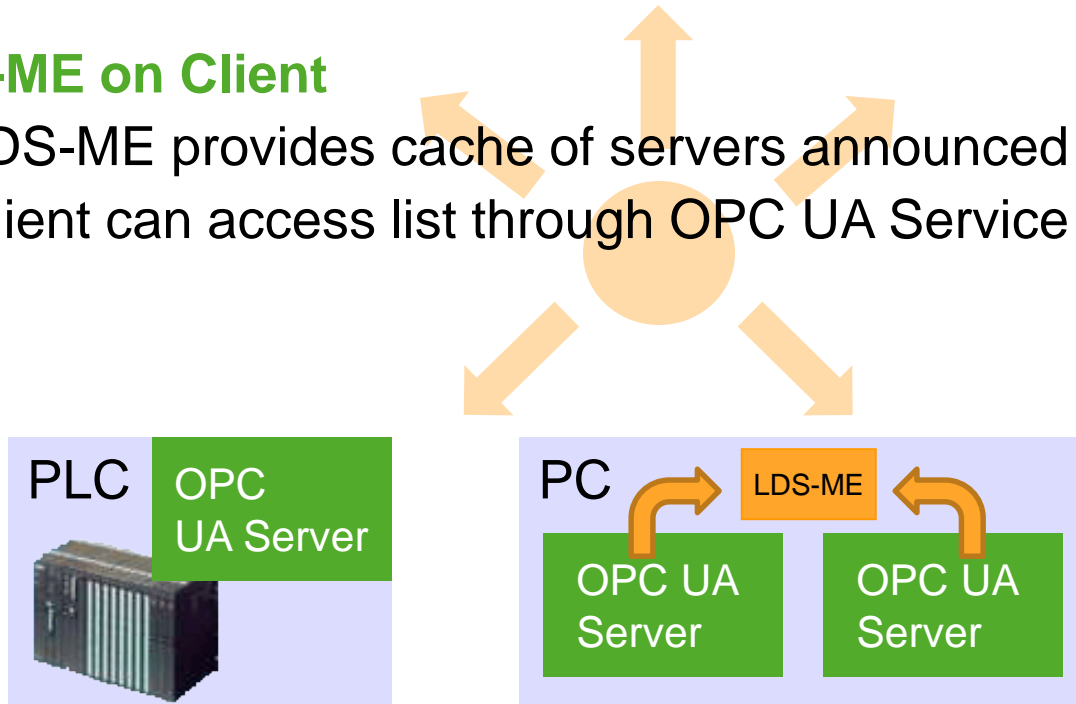 -ME on Client
DS-ME provides cache of servers announced
ient can access list through OPC UA Service
PLC
OPC
UA Server
PC
LDS-ME
OPC UA
Server
OPC UA
Server